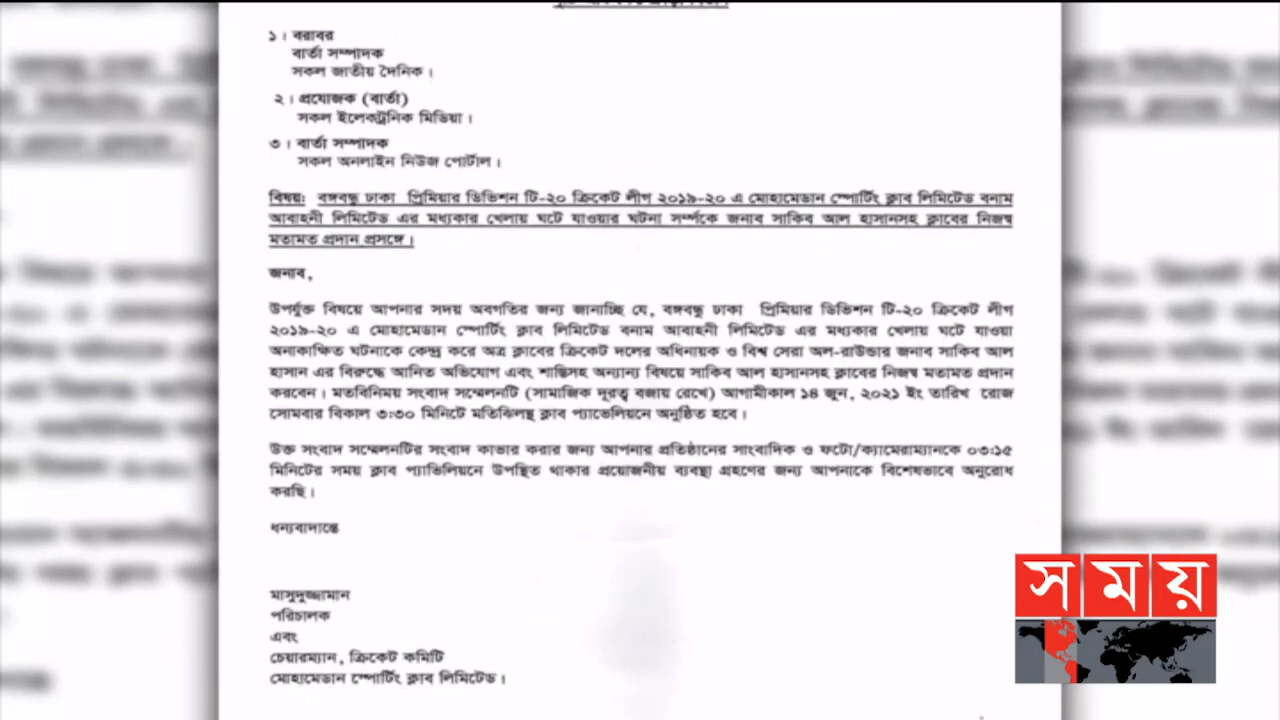 ১। বরাবর
বার্তা সম্পাদক
সকল জাতীয় দৈনিক।
২। প্রযোজক (বার্তা)
সকল ইলেকট্রনিক মিডিয়া।
৩। বার্তা সম্পাদক
সকল অনলাইন নিউজ পোর্টাল।
বিষয়: বঙ্গবন্ধু ঢাকা প্রিমিয়ার ডিভিশন টি-২০ ক্রিকেট লীগ ২০১৯-২০ এ মোহামেডান স্পোর্টিং ক্লাব লিমিটেড বনাম
আবাহনী লিমিটেড এর মধ্যকার খেলায় ঘটে যাওয়ার ঘটনা সর্ম্পকে জনাব সাকিব আল হাসানসহ ক্লাবের নিজস্ব
মতামত প্রদান প্রসঙ্গে।
জনাব,
উপর্যুক্ত বিষয়ে আপনার সদয় অবগতির জন্য জানাচ্ছি যে, বঙ্গবন্ধু ঢাকা প্রিমিয়ার ডিভিশন টি-২০ ক্রিকেট লীগ
২০১৯-২০ এ মোহামেডান স্পোর্টিং ক্লাব লিমিটেড বনাম আবাহনী লিমিটেড এর মধ্যকার খেলায় ঘটে যাওয়া
অনাকাক্ষিত ঘটনাকে কেন্দ্র করে অত্র ক্লাবের ক্রিকেট দলের অধিনায়ক ও বিশ্ব সেরা অল-রাউন্ডার জনাব সাকিব আল
হাসান এর বিরুদ্ধে আনিত অভিযোগ এবং শাস্তিসহ অন্যান্য বিষয়ে সাকিব আল হাসানসহ ক্লাবের নিজস্ব মতামত প্রদান
করবেন। মতবিনিময় সংবাদ সম্মেলনটি (সামাজিক দূরত্ব বজায় রেখে) আগামীকাল ১৪ জুন, ২০২১ ইং তারিখ রোজ
সোমবার বিকাল ৩:৩০ মিনিটে মতিঝিলস্থ ক্লাব প্যাভেলিয়নে অনুষ্ঠিত হবে।
উক্ত সংবাদ সম্মেলনটির সংবাদ কাভার করার জন্য আপনার প্রতিষ্ঠানের সাংবাদিক ও ফটো/ক্যামেরাম্যানকে ০৩:১৫
মিনিটের সময় ক্লাব প্যাভিলিয়নে উপস্থিত থাকার প্রয়োজনীয় ব্যবস্থা গ্রহণের জন্য আপনাকে বিশেষভাবে অনুরোধ
করছি।
ধন্যবাদান্তে
মাসুদুজ্জামান
পরিচালক
এবং
চেয়ারম্যান, ক্রিকেট কমিটি
মোহামেডান স্পোর্টিং ক্লাব লিমিটেড।
সময়